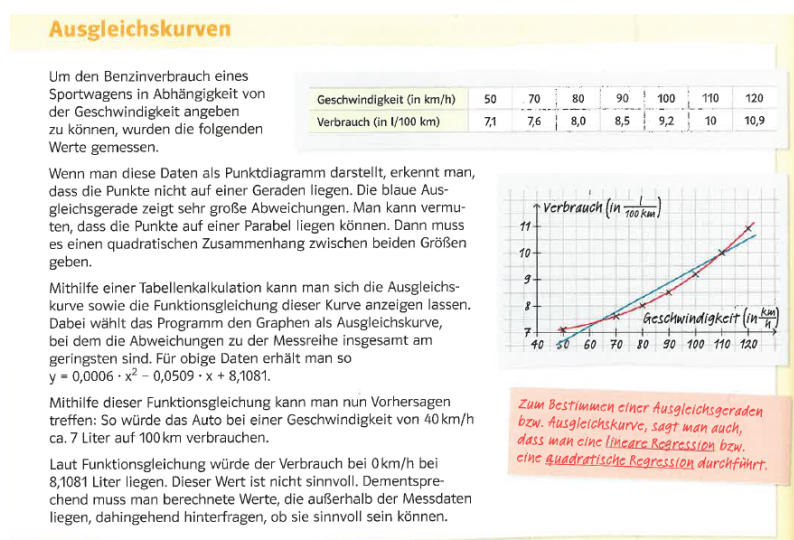 Ausgleichskurven
Um den Benzinverbrauch eines
Sportwagens in Abhängigkeit von
der Geschwindigkeit angeben
zu können, wurden die folgenden
Werte gemessen.
Geschwindigkeit (in km/h) 50 70 80 90 100 110 120
Verbrauch (in l/100 km) 7,1 7,6 8,0 8,5 9,2 10 10,9
Wenn man diese Daten als Punktdiagramm darstellt, erkennt man,
dass die Punkte nicht auf einer Geraden liegen. Die blaue Aus-
gleichsgerade zeigt sehr große Abweichungen. Man kann vermu-
ten, dass die Punkte auf einer Parabel liegen können. Dann muss
es einen quadratischen Zusammenhang zwischen beiden Größen
geben.
Mithilfe einer Tabellenkalkulation kann man sich die Ausgleichs-
kurve sowie die Funktionsgleichung dieser Kurve anzeigen lassen.
Dabei wählt das Programm den Graphen als Ausgleichskurve,
bei dem die Abweichungen zu der Messreihe insgesamt am
geringsten sind. Für obige Daten erhält man so
y = 0,0006 · x² – 0,0509 · x + 8,1081.
Mithilfe dieser Funktionsgleichung kann man nun Vorhersagen
treffen: So würde das Auto bei einer Geschwindigkeit von 40 km/h
ca. 7 Liter auf 100 km verbrauchen.
Laut Funktionsgleichung würde der Verbrauch bei 0 km/h bei
8,1081 Liter liegen. Dieser Wert ist nicht sinnvoll. Dementspre-
chend muss man berechnete Werte, die außerhalb der Messdaten
liegen, dahingehend hinterfragen, ob sie sinnvoll sein können.
Verbrauch (in l/100 km)
11
10
9
8
7
Geschwindigkeit (in km/h)
40 50 60 70 80 90 100 110 120
Zum Bestimmen einer Ausgleichsgeraden
bzw. Ausgleichskurve, sagt man auch,
dass man eine lineare Regression bzw.
eine quadratische Regression durchführt.